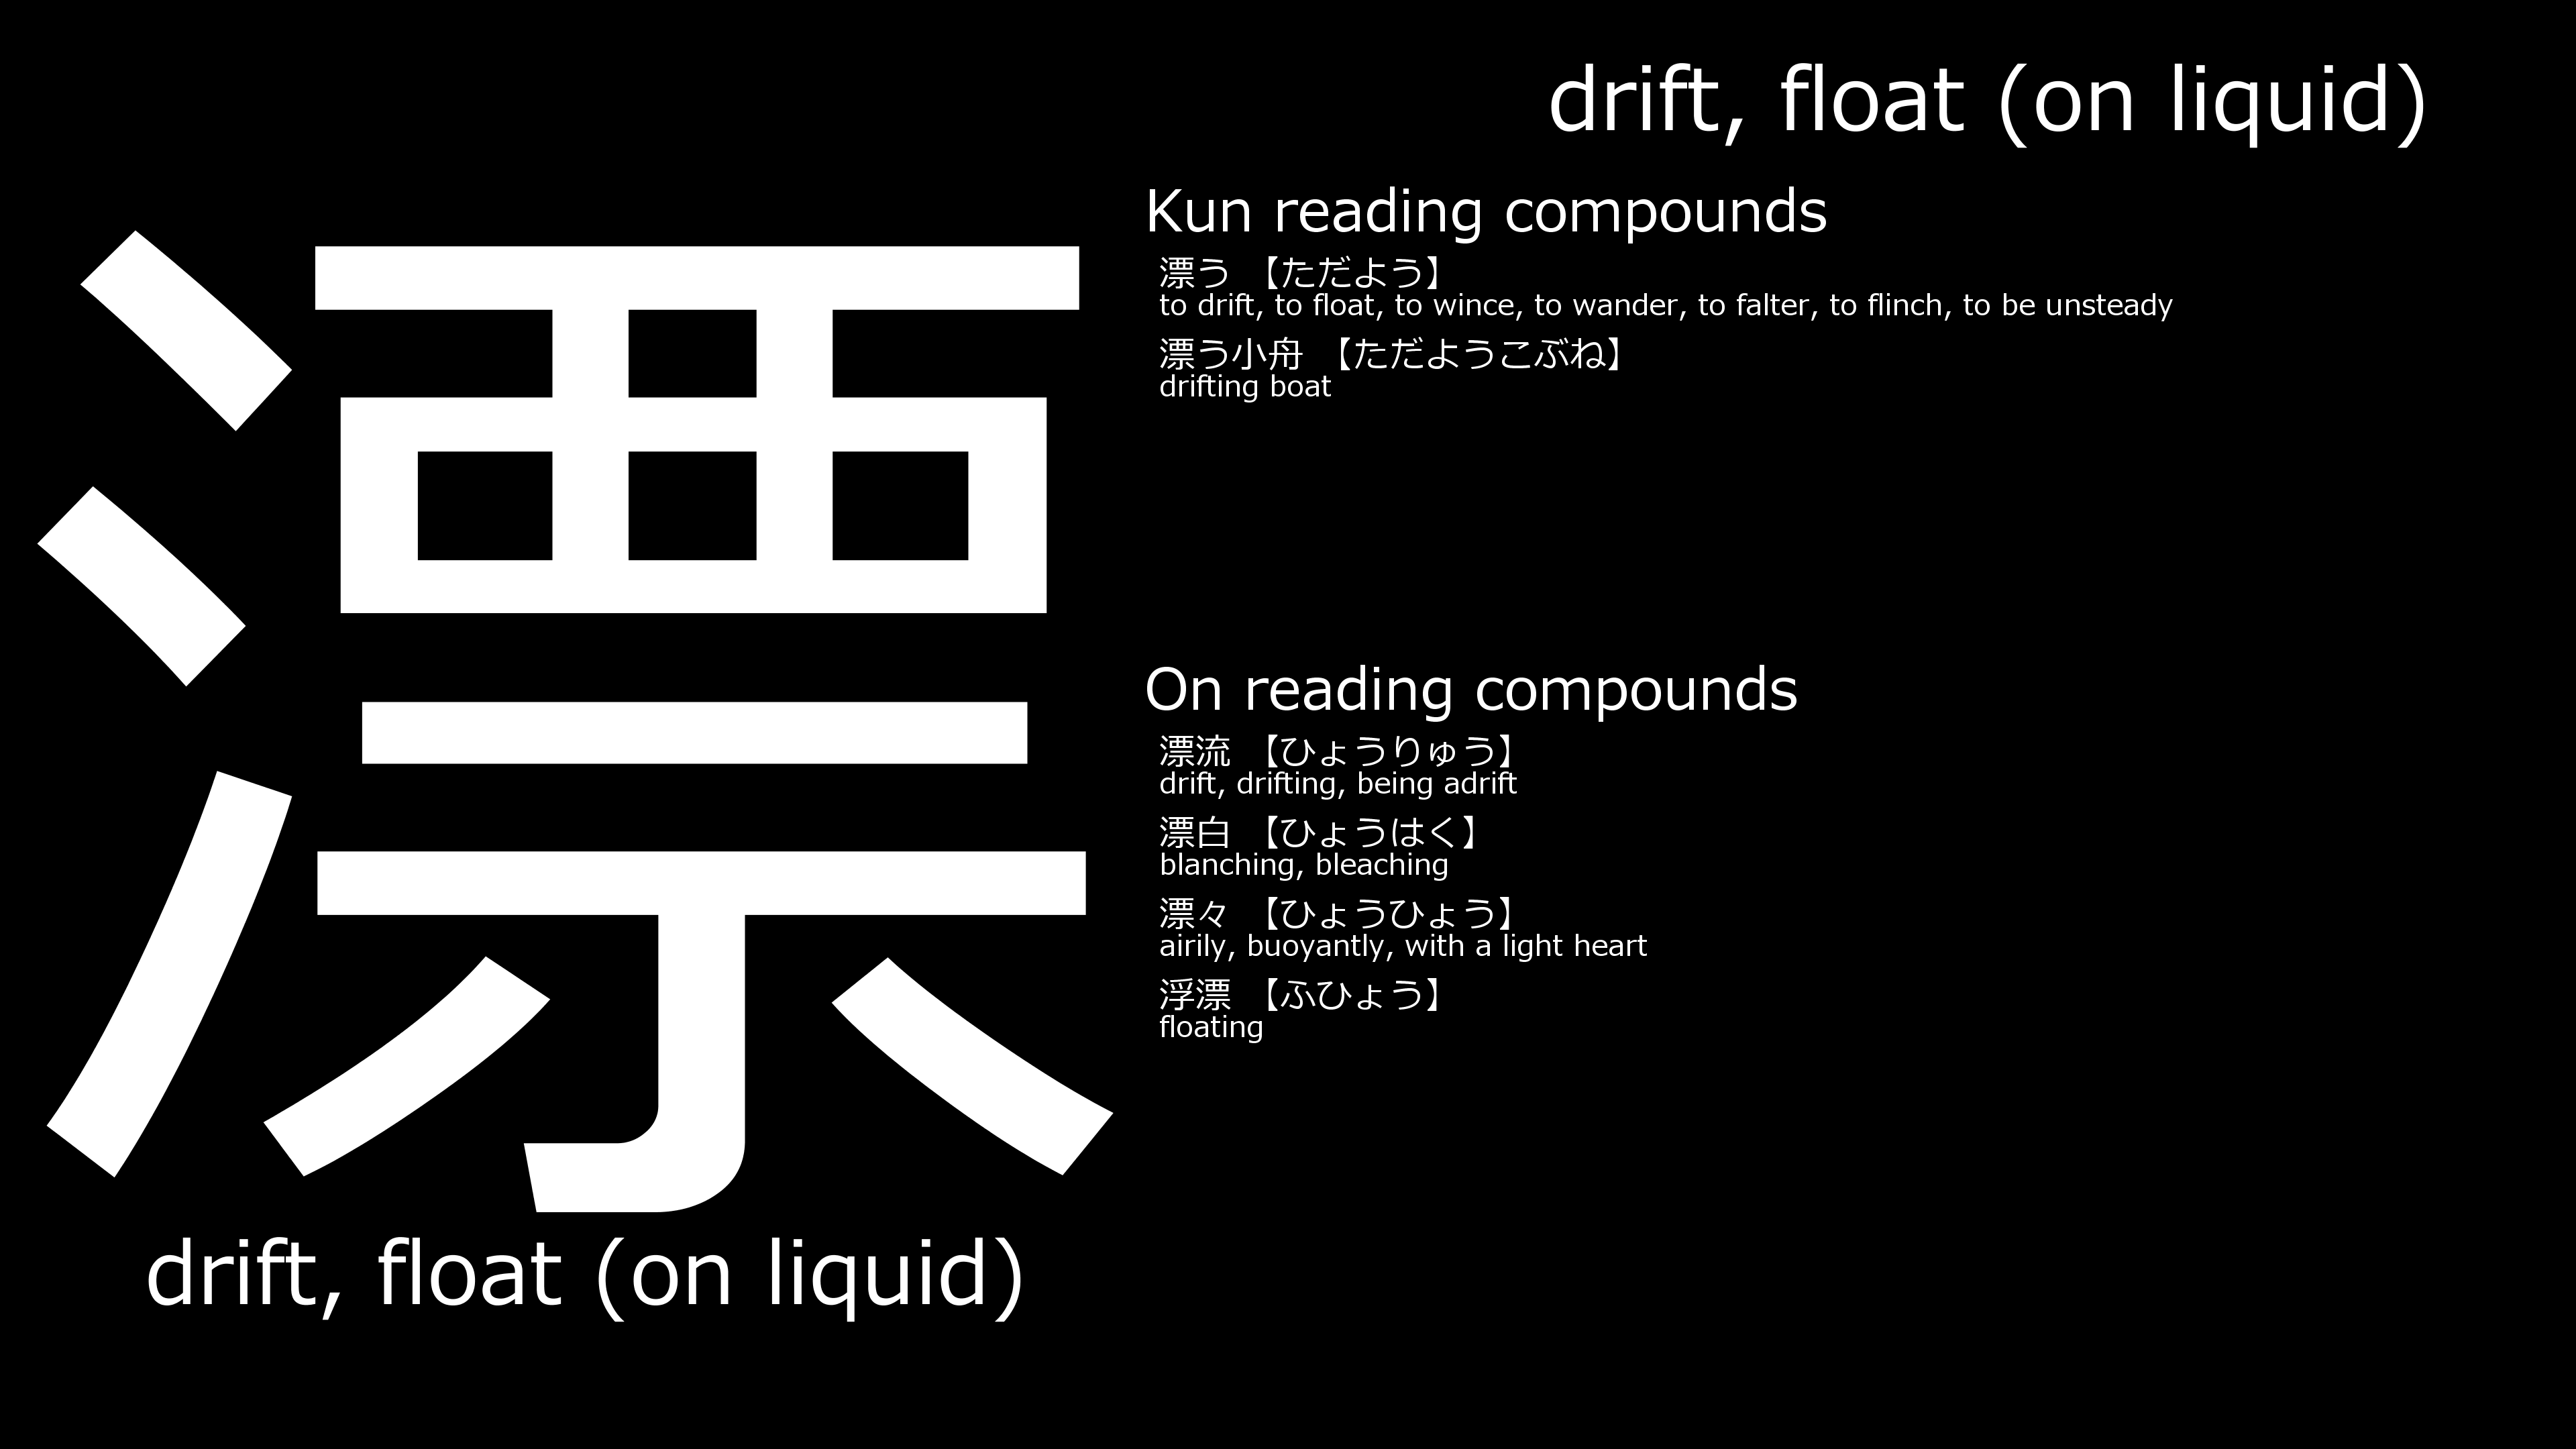 漂
drift, float (on liquid)
drift, float (on liquid)
Kun reading compounds
漂う 【ただよう】
to drift, to float, to wince, to wander, to falter, to flinch, to be unsteady
漂う小舟 【ただようこぶね】
drifting boat
On reading compounds
漂流 【ひょうりゅう】
drift, drifting, being adrift
漂白 【ひょうはく】
blanching, bleaching
漂々 【ひょうひょう】
airily, buoyantly, with a light heart
浮漂 【ふひょう】
floating